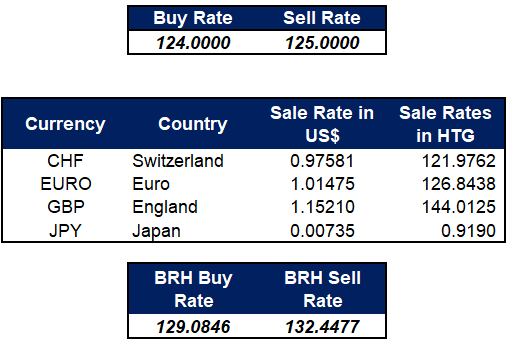 Buy Rate Sell Rate
124.0000 125.0000
Currency Country Sale Rate in US$ Sale Rates in HTG
CHF Switzerland 0.97581 121.9762
EURO Euro 1.01475 126.8438
GBP England 1.15210 144.0125
JPY Japan 0.00735 0.9190
BRH Buy Rate BRH Sell Rate
129.0846 132.4477